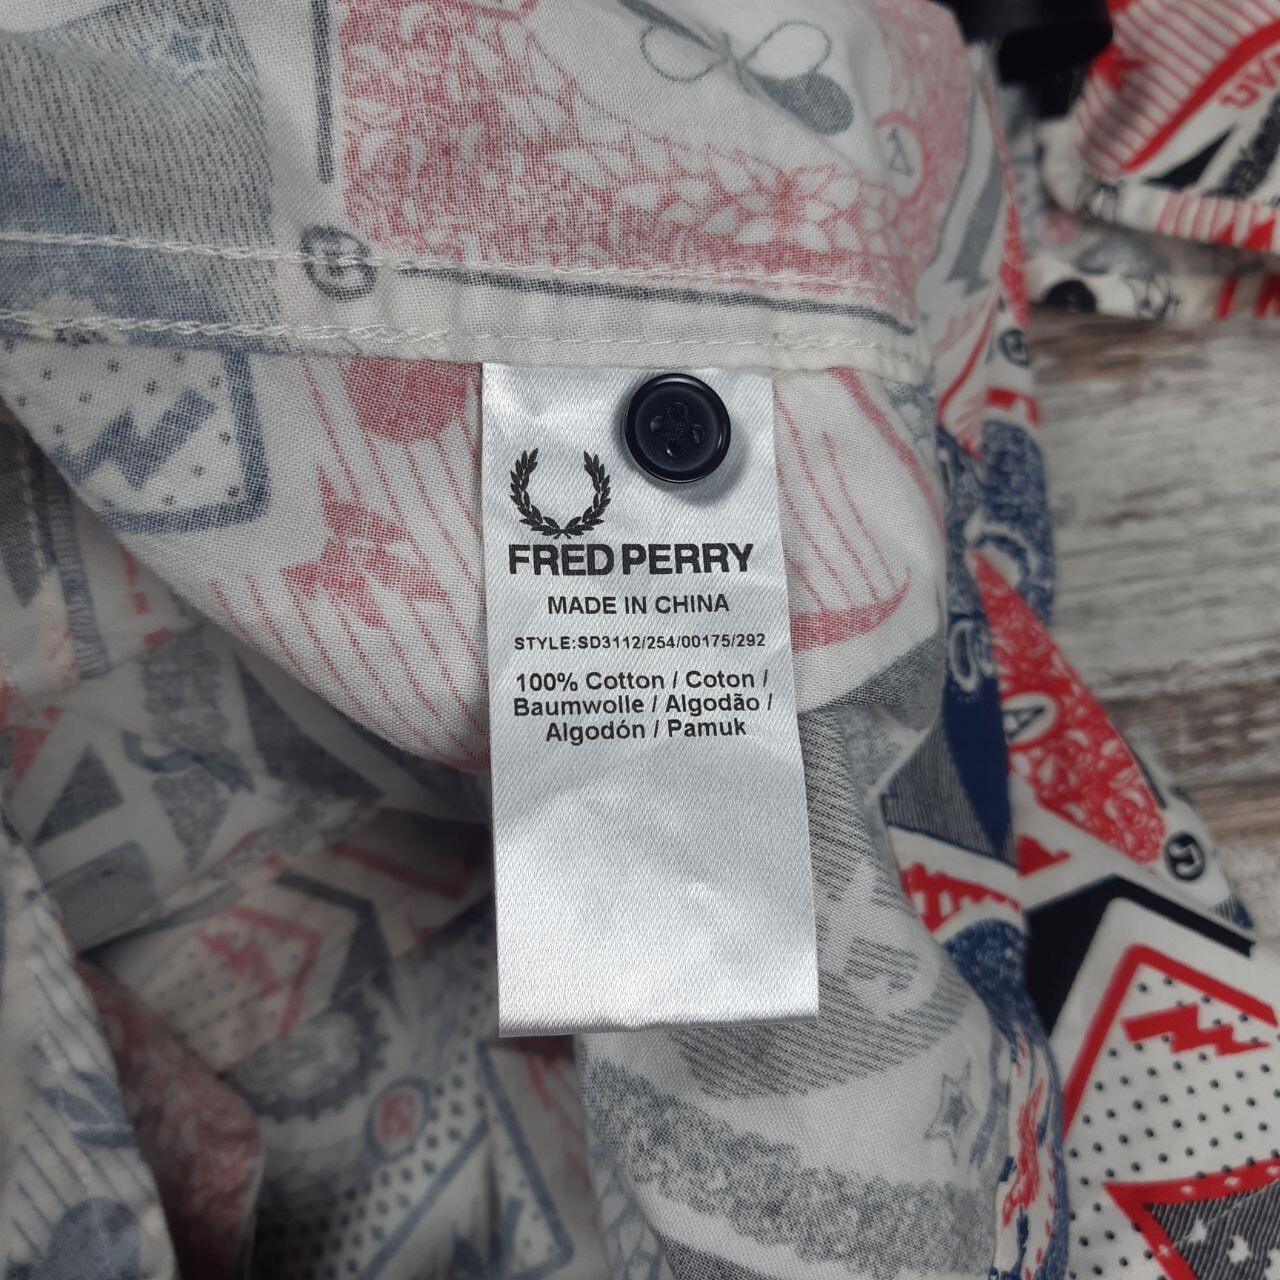 FRED PERRY
MADE IN CHINA
STYLE:SD3112/254/00175/292
100% Cotton / Coton /
Baumwolle / Algodão /
Algodón / Pamuk